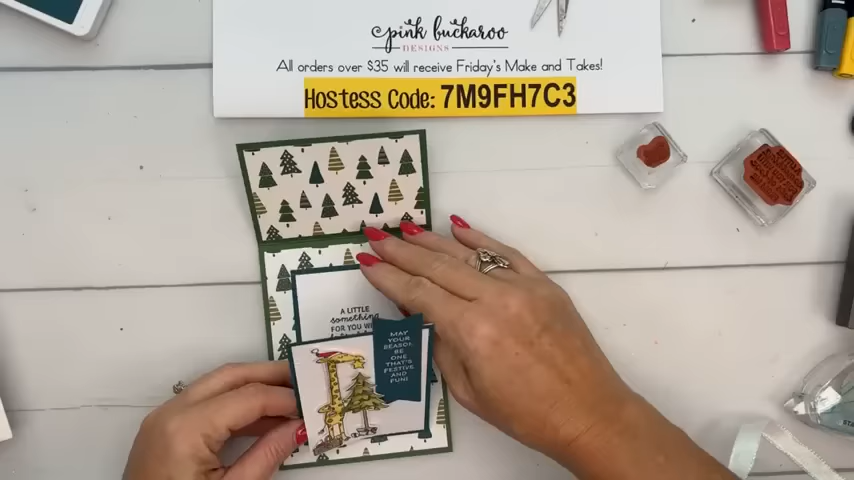 pink buckaroo
DESIGNS
All orders over $35 will receive Friday's Make and Takes!
Hostess Code: 7M9FH7C3
A LITTLE
something
FOR YOU
MAY
YOUR
SEASON
BE
ONE
THAT'S
FESTIVE
AND
FUN!